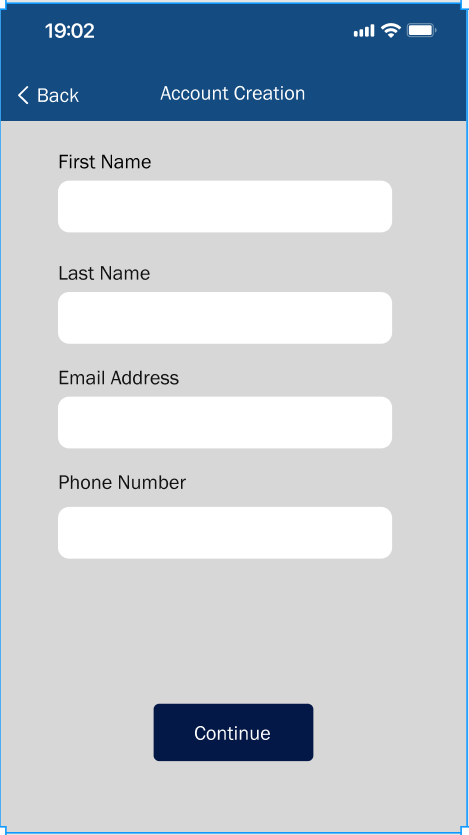 19:02
Back
Account Creation
First Name
Last Name
Email Address
Phone Number
Continue